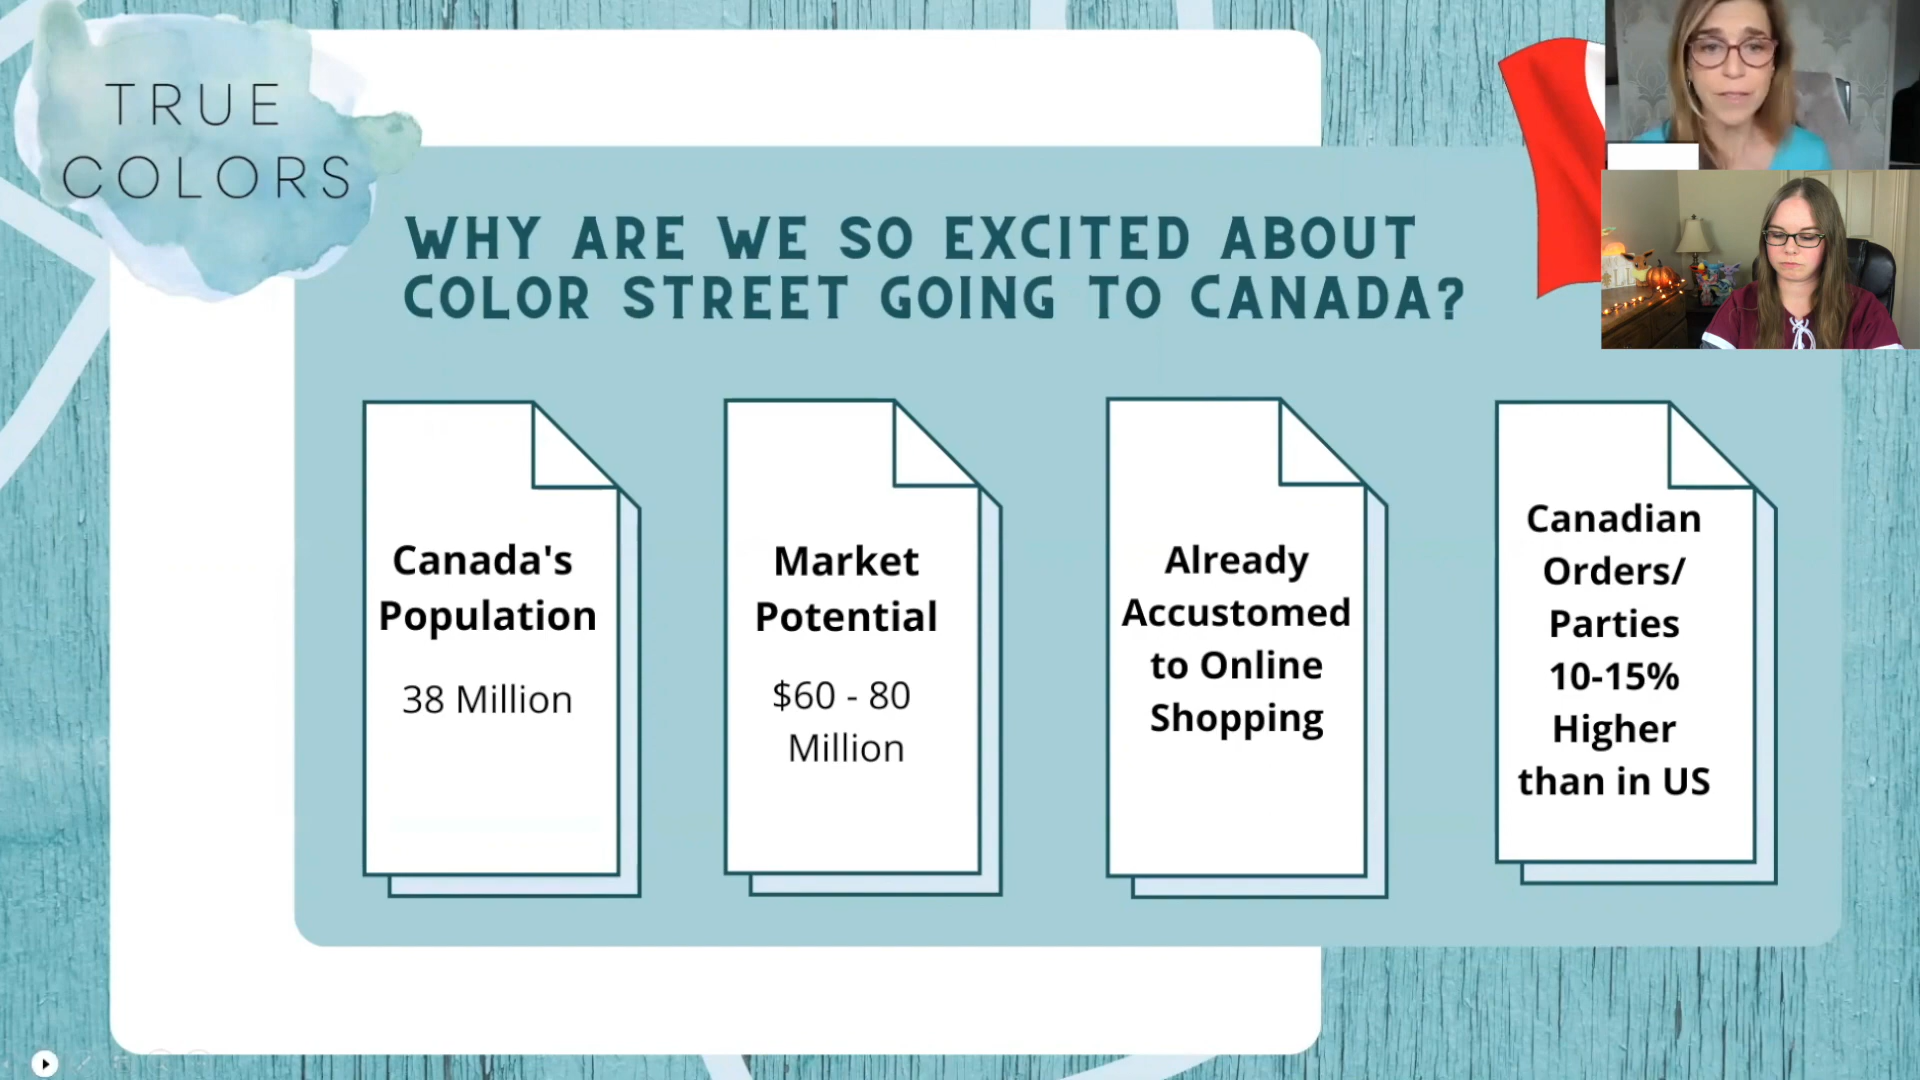 TRUE
COLORS
WHY ARE WE SO EXCITED ABOUT
COLOR STREET GOING TO CANADA?
Canada's
Population
38 Million
Market
Potential
$60 - 80
Million
Already
Accustomed
to Online
Shopping
Canadian
Orders/
Parties
10-15%
Higher
than in US